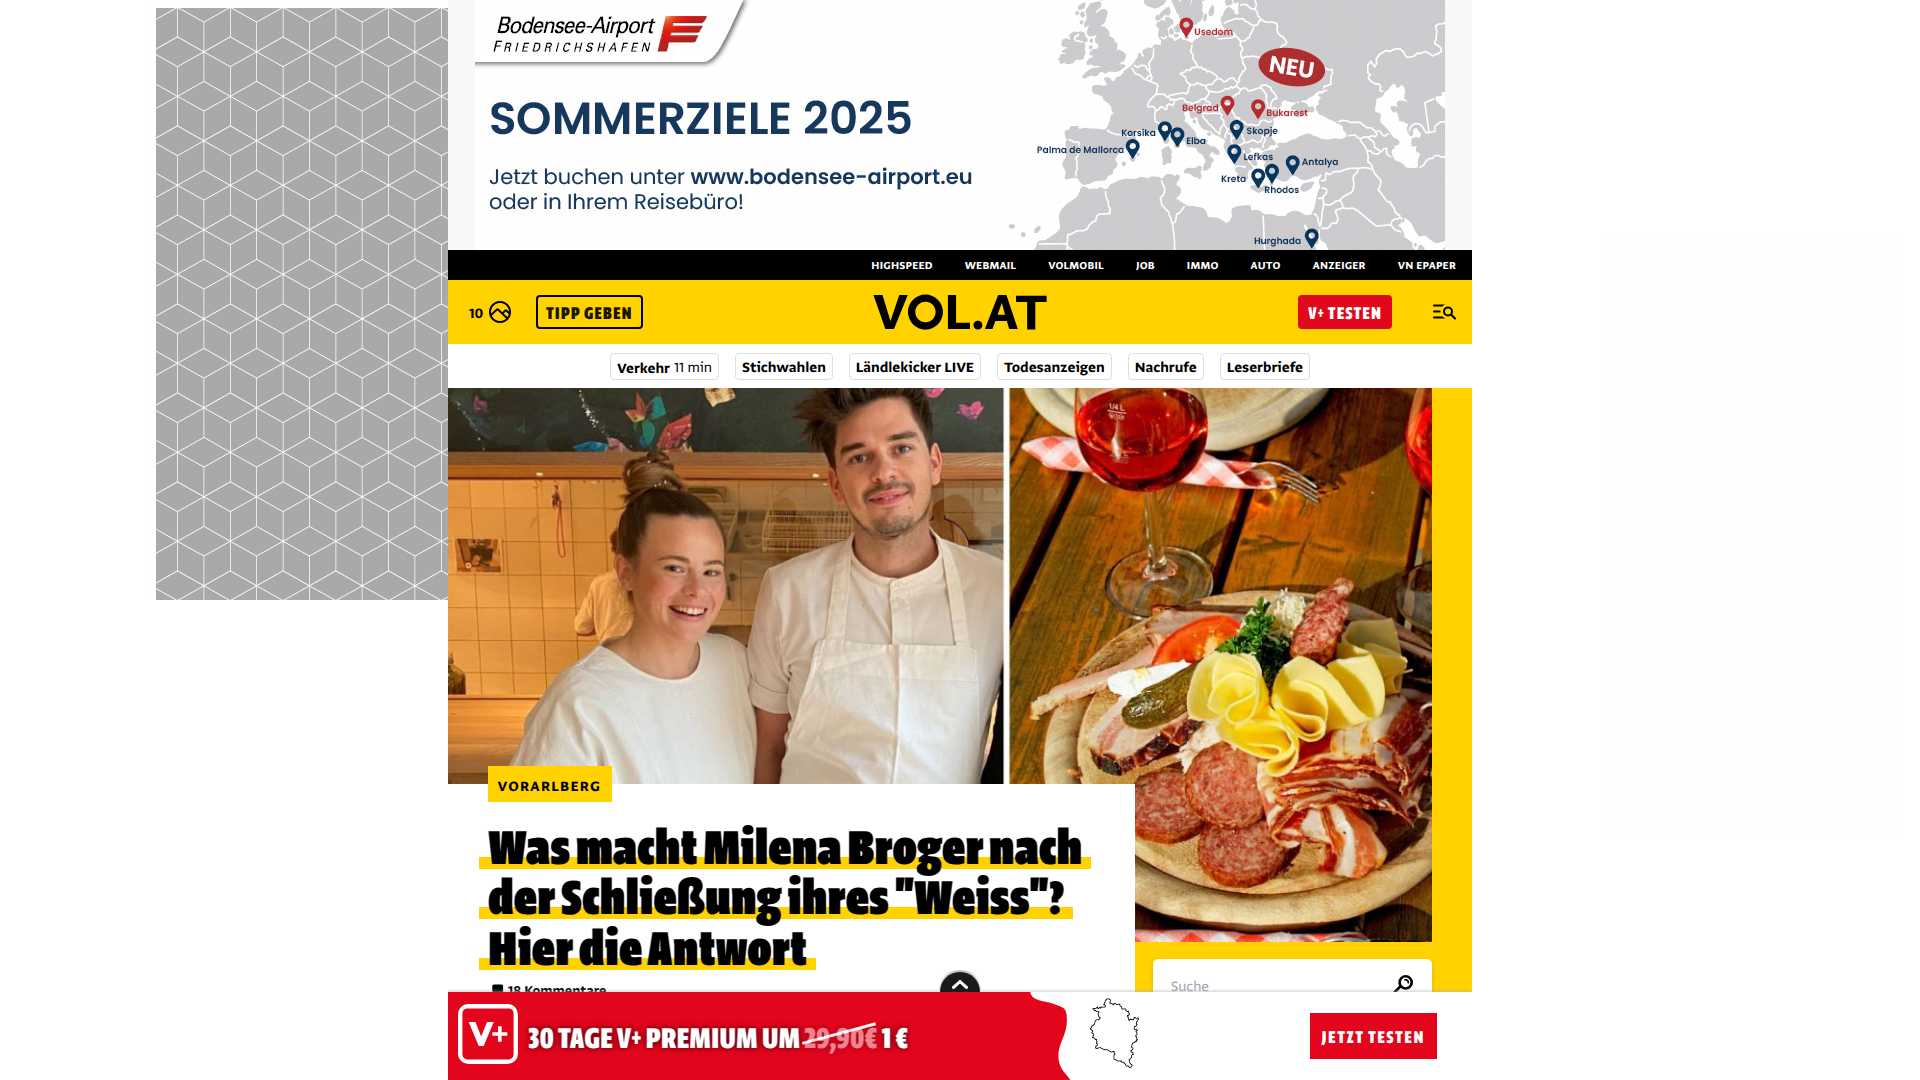 Bodensee-Airport
FRIEDRICHSHAFEN
SOMMERZIELE 2025
Jetzt buchen unter www.bodensee-airport.eu
oder in Ihrem Reisebüro!
Usedom
NEU
Belgrad
Bukarest
Korsika
Elba
Skopje
Palma de Mallorca
Lefkas
Antalya
Kreta
Rhodos
Hurghada
HIGHSPEED WEBMAIL VOLMOBIL JOB IMMO AUTO ANZEIGER VN EPAPER
10 TIPP GEBEN VOL.AT V+ TESTEN
Verkehr 11 min Stichwahlen Ländlekicker LIVE Todesanzeigen Nachrufe Leserbriefe
VORARLBERG
Was macht Milena Broger nach
der Schließung ihres "Weiss"?
Hier die Antwort
18 Kommentare
Suche
V+ 30 TAGE V+ PREMIUM UM 29,90€ 1 €
JETZT TESTEN